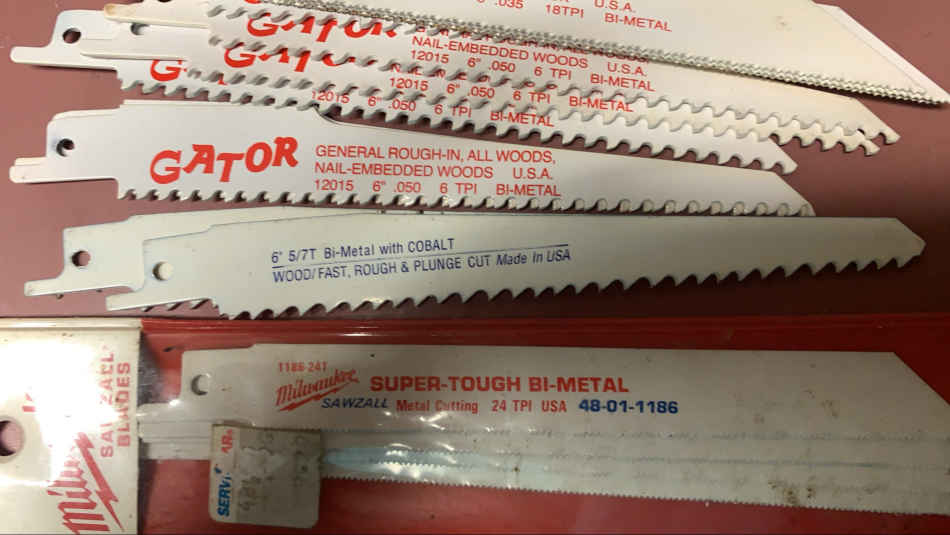 U.S.A.
.035 18TPI BI-METAL
GATOR
NAIL-EMBEDDED WOODS U.S.A.
12015 6" .050 6 TPI BI-METAL
12015 6" .050 6 TPI BI-METAL
12015 6" .050 6 TPI BI-METAL
GATOR
GENERAL ROUGH-IN, ALL WOODS,
NAIL-EMBEDDED WOODS U.S.A.
12015 6" .050 6 TPI BI-METAL
6" 5/7T Bi-Metal with COBALT
WOOD/FAST, ROUGH & PLUNGE CUT Made in USA
1186-24T
Milwaukee SUPER-TOUGH BI-METAL
SAWZALL Metal Cutting 24 TPI USA 48-01-1186
SAWZALL
BLADES